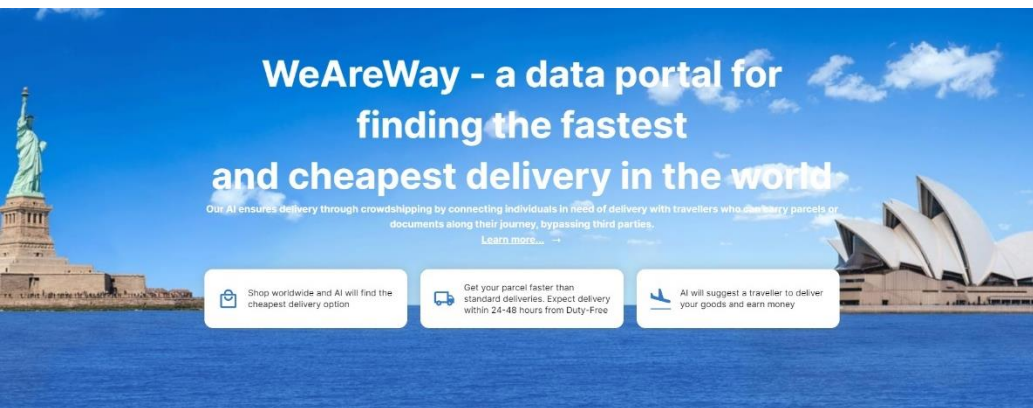 WeAreWay - a data portal for
finding the fastest
and cheapest delivery in the world
Our AI ensures delivery through crowdshipping by connecting individuals in need of delivery with travellers who can carry parcels or
documents along their journey, bypassing third parties.
Learn more... →
Shop worldwide and AI will find the
cheapest delivery option
Get your parcel faster than
standard deliveries. Expect delivery
within 24-48 hours from Duty-Free
AI will suggest a traveller to deliver
your goods and earn money